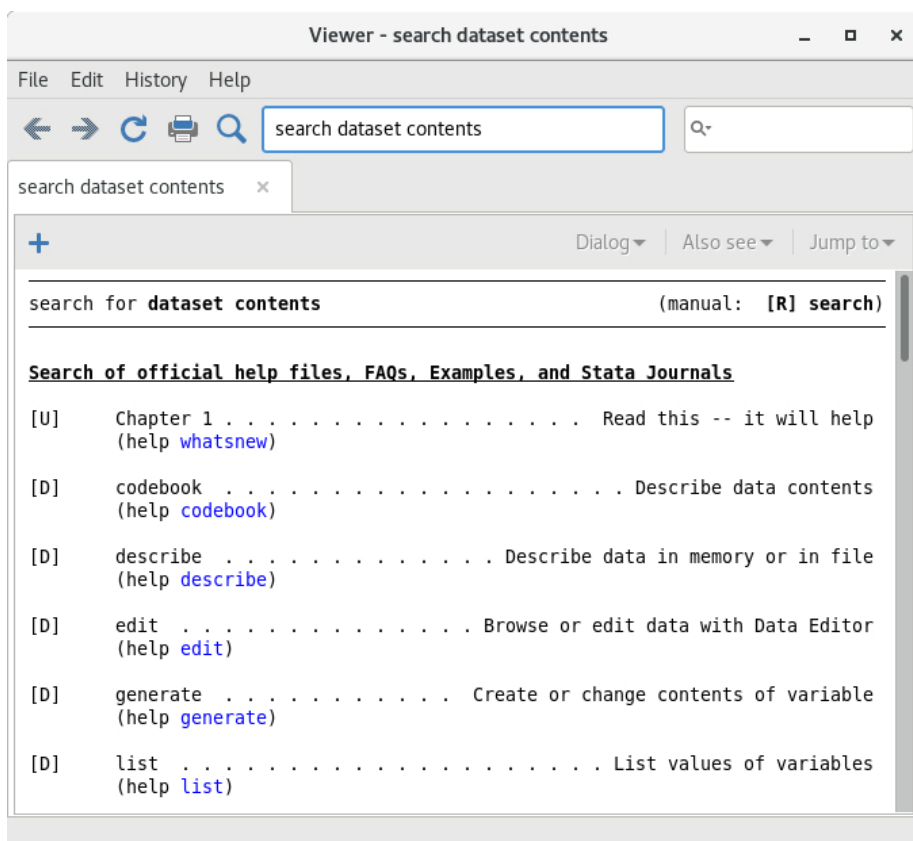 Viewer - search dataset contents
File Edit History Help
search dataset contents
search dataset contents
Dialog Also see Jump to
search for dataset contents (manual: [R] search)
Search of official help files, FAQs, Examples, and Stata Journals
[U] Chapter 1 . . . . . . . . . . . . . . . . . Read this -- it will help
(help whatsnew)
[D] codebook . . . . . . . . . . . . . . . . . . . Describe data contents
(help codebook)
[D] describe . . . . . . . . . . . . . Describe data in memory or in file
(help describe)
[D] edit . . . . . . . . . . . . . . Browse or edit data with Data Editor
(help edit)
[D] generate . . . . . . . . . . . Create or change contents of variable
(help generate)
[D] list . . . . . . . . . . . . . . . . . . . . List values of variables
(help list)